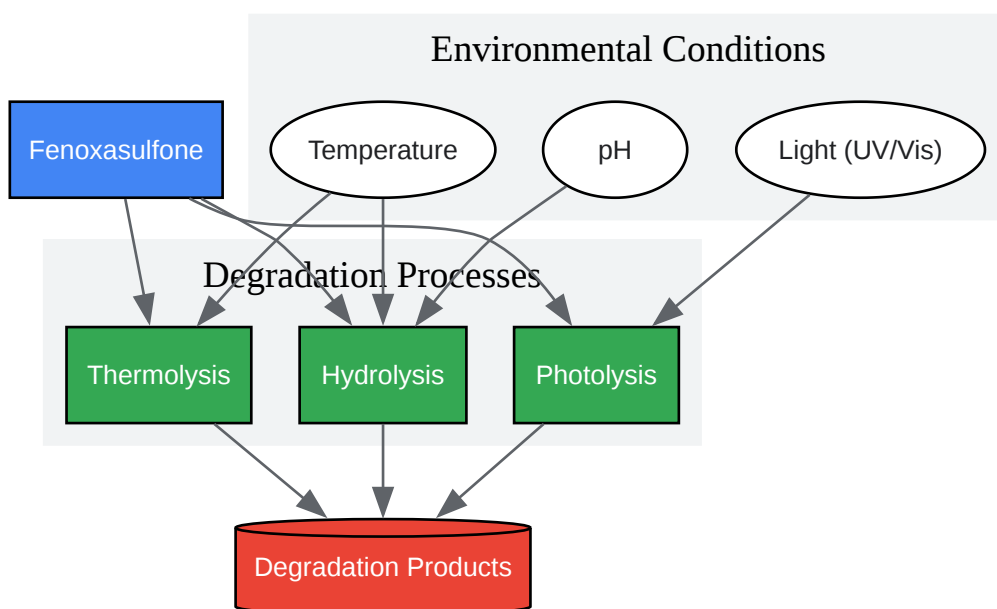 Environmental Conditions
Fenoxasulfone
Temperature
pH
Light (UV/Vis)
Degradation Processes
Thermolysis
Hydrolysis
Photolysis
Degradation Products